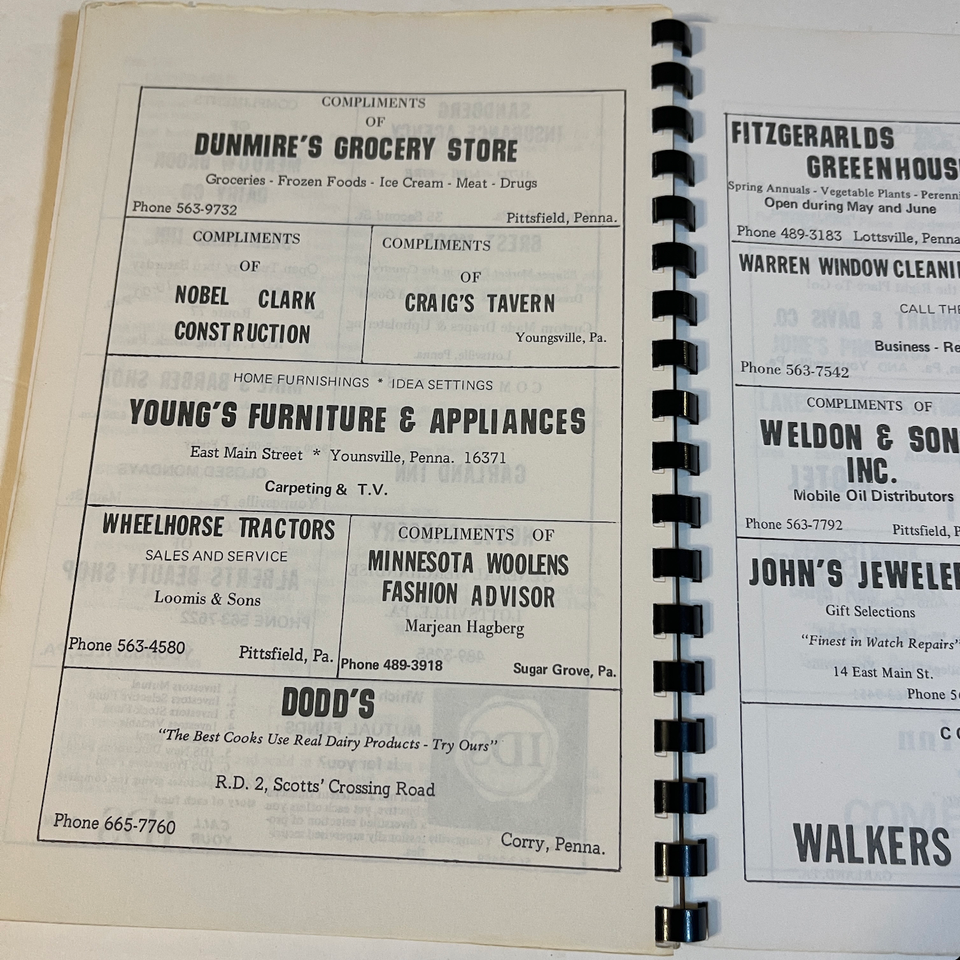 COMPLIMENTS
OF
DUNMIRE'S GROCERY STORE
Groceries - Frozen Foods - Ice Cream - Meat - Drugs
Phone 563-9732 Pittsfield, Penna.
COMPLIMENTS
OF
NOBEL CLARK
CONSTRUCTION
COMPLIMENTS
OF
CRAIG'S TAVERN
Youngsville, Pa.
HOME FURNISHINGS * IDEA SETTINGS
YOUNG'S FURNITURE & APPLIANCES
East Main Street * Younsville, Penna. 16371
Carpeting & T.V.
WHEELHORSE TRACTORS
SALES AND SERVICE
Loomis & Sons
Phone 563-4580 Pittsfield, Pa.
COMPLIMENTS OF
MINNESOTA WOOLENS
FASHION ADVISOR
Marjean Hagberg
Phone 489-3918 Sugar Grove, Pa.
DODD'S
"The Best Cooks Use Real Dairy Products - Try Ours"
R.D. 2, Scotts' Crossing Road
Phone 665-7760 Corry, Penna.
FITZGERARLDS
GREEENHOUS
Spring Annuals - Vegetable Plants - Perenni
Open during May and June
Phone 489-3183 Lottsville, Penna
WARREN WINDOW CLEANI
CALL THE
Business - Re
Phone 563-7542
COMPLIMENTS OF
WELDON & SON
INC.
Mobile Oil Distributors
Phone 563-7792 Pittsfield, P
JOHN'S JEWELE
Gift Selections
"Finest in Watch Repairs"
14 East Main St.
Phone 5
CO
WALKERS